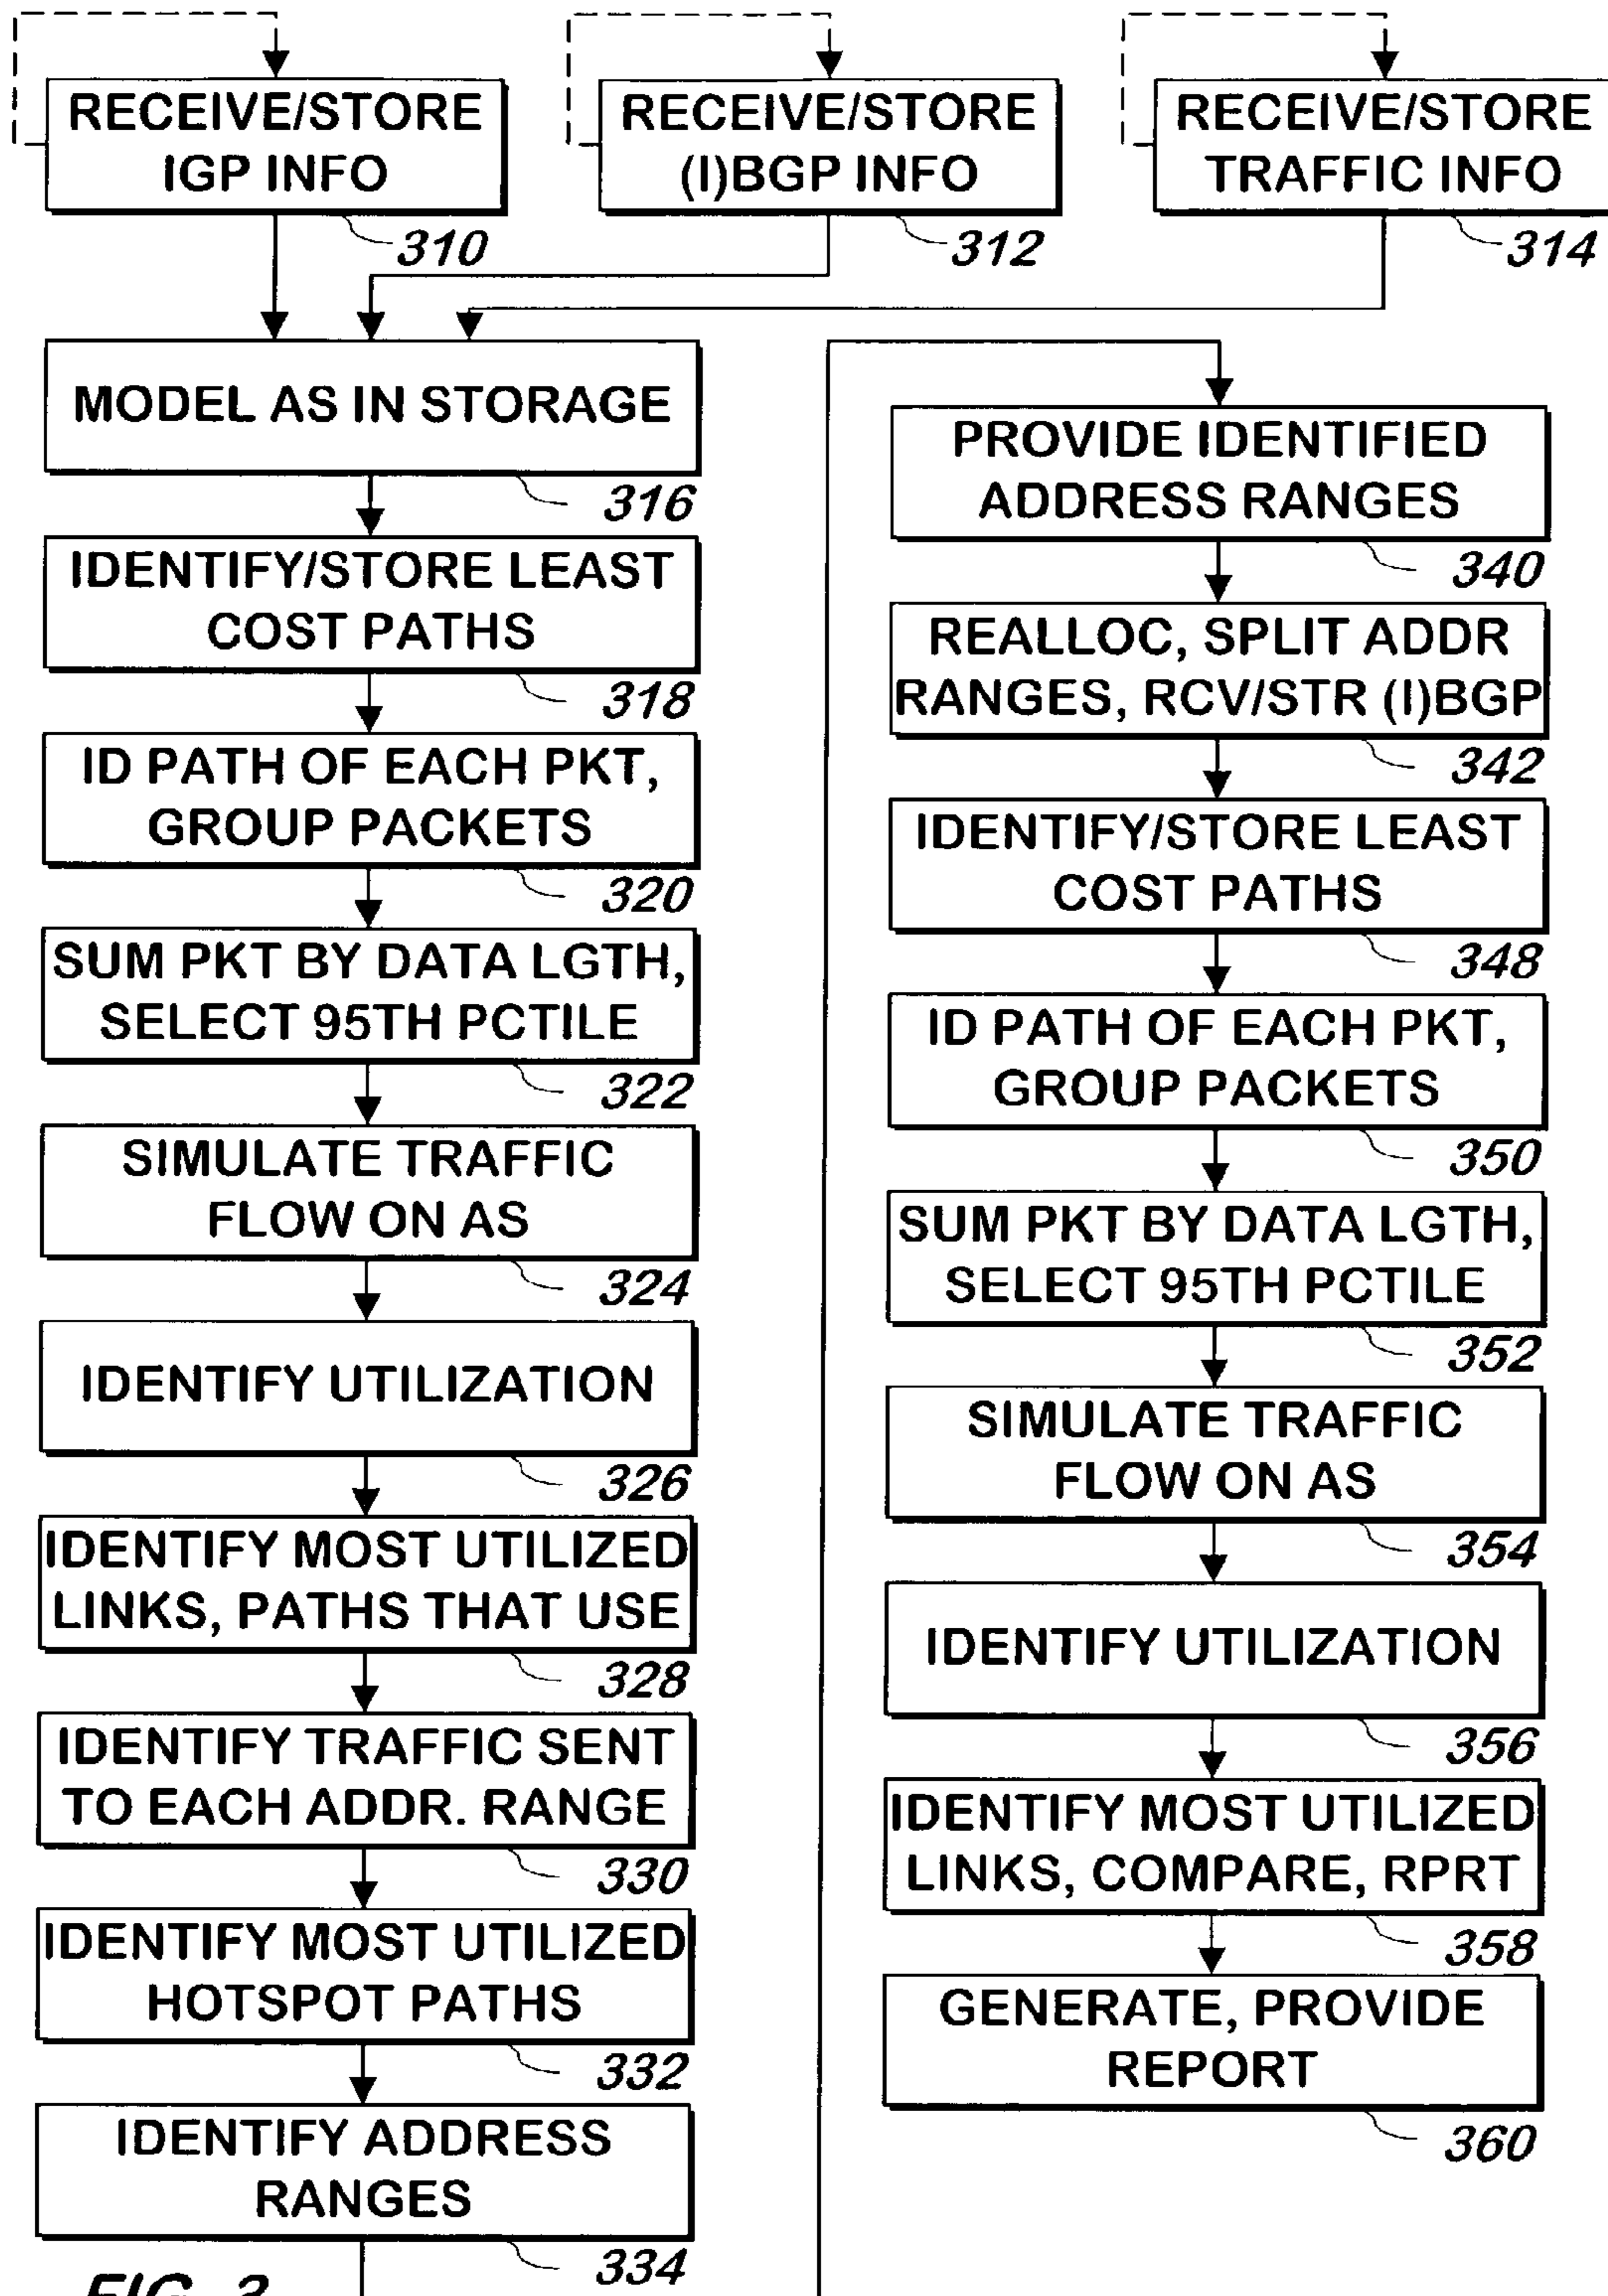 RECEIVE/STORE
IGP INFO
310
RECEIVE/STORE
(I)BGP INFO
312
RECEIVE/STORE
TRAFFIC INFO
314
MODEL AS IN STORAGE
316
IDENTIFY/STORE LEAST
COST PATHS
318
ID PATH OF EACH PKT,
GROUP PACKETS
320
SUM PKT BY DATA LGTH,
SELECT 95TH PCTILE
322
SIMULATE TRAFFIC
FLOW ON AS
324
IDENTIFY UTILIZATION
326
IDENTIFY MOST UTILIZED
LINKS, PATHS THAT USE
328
IDENTIFY TRAFFIC SENT
TO EACH ADDR. RANGE
330
IDENTIFY MOST UTILIZED
HOTSPOT PATHS
332
IDENTIFY ADDRESS
RANGES
334
PROVIDE IDENTIFIED
ADDRESS RANGES
340
REALLOC, SPLIT ADDR
RANGES, RCV/STR (I)BGP
342
IDENTIFY/STORE LEAST
COST PATHS
348
ID PATH OF EACH PKT,
GROUP PACKETS
350
SUM PKT BY DATA LGTH,
SELECT 95TH PCTILE
352
SIMULATE TRAFFIC
FLOW ON AS
354
IDENTIFY UTILIZATION
356
IDENTIFY MOST UTILIZED
LINKS, COMPARE, RPRT
358
GENERATE, PROVIDE
REPORT
360
FIG. 3